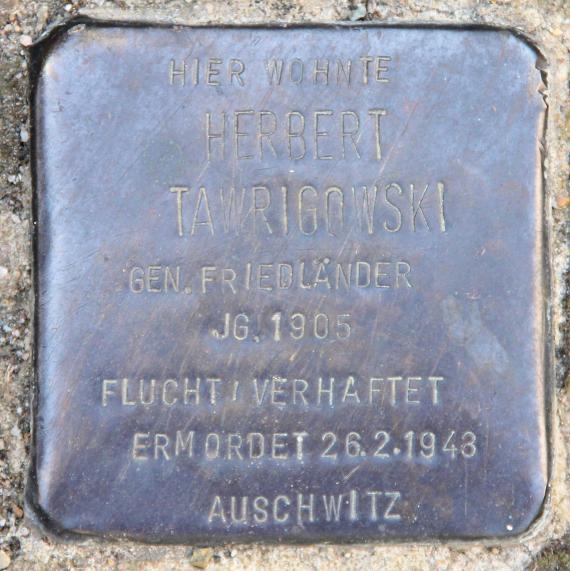 HIER WOHNTE
HERBERT
TAWRIGOWSKI
GEN. FRIEDLÄNDER
JG. 1905
FLUCHT / VERHAFTET
ERMORDET 26.2.1943
AUSCHWITZ